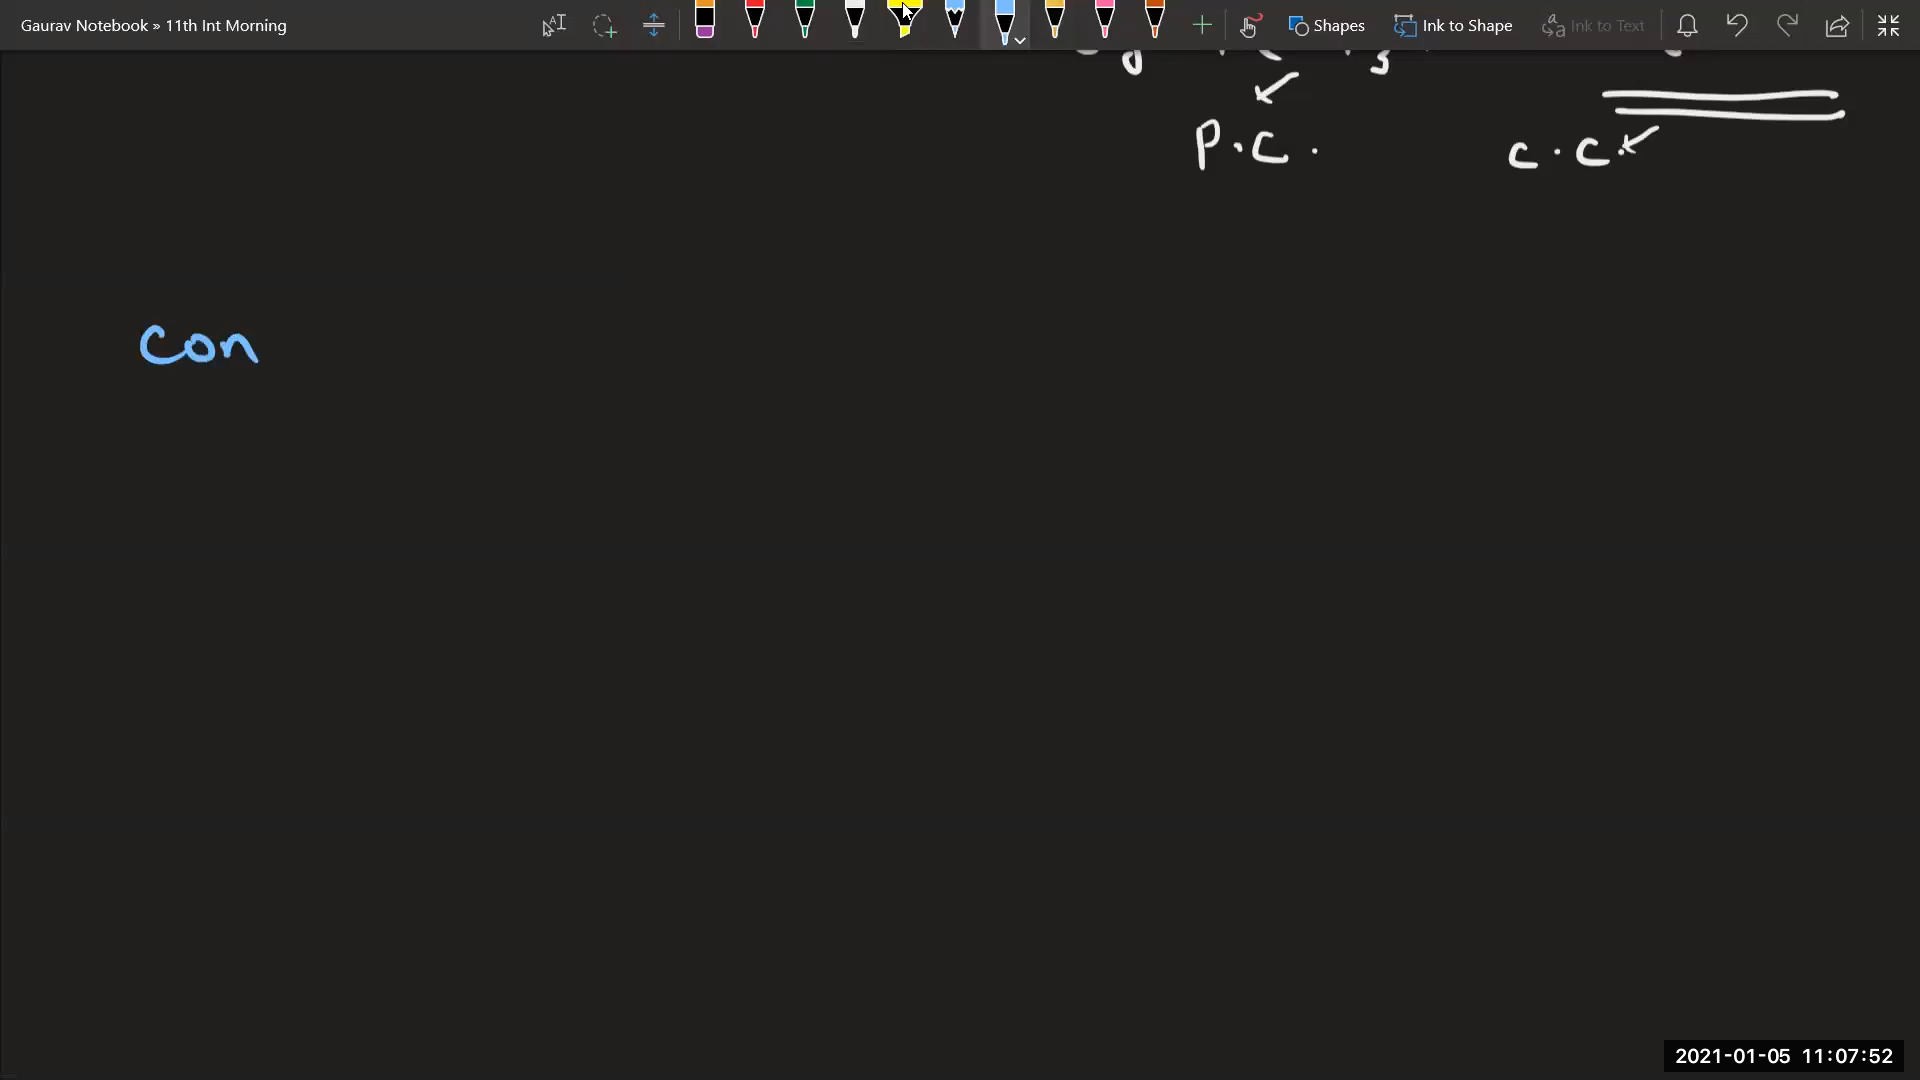 Gaurav Notebook » 11th Int Morning Shapes Ink to Shape Ink to Text
P.C. C.C.
Con
2021-01-05 11:07:52